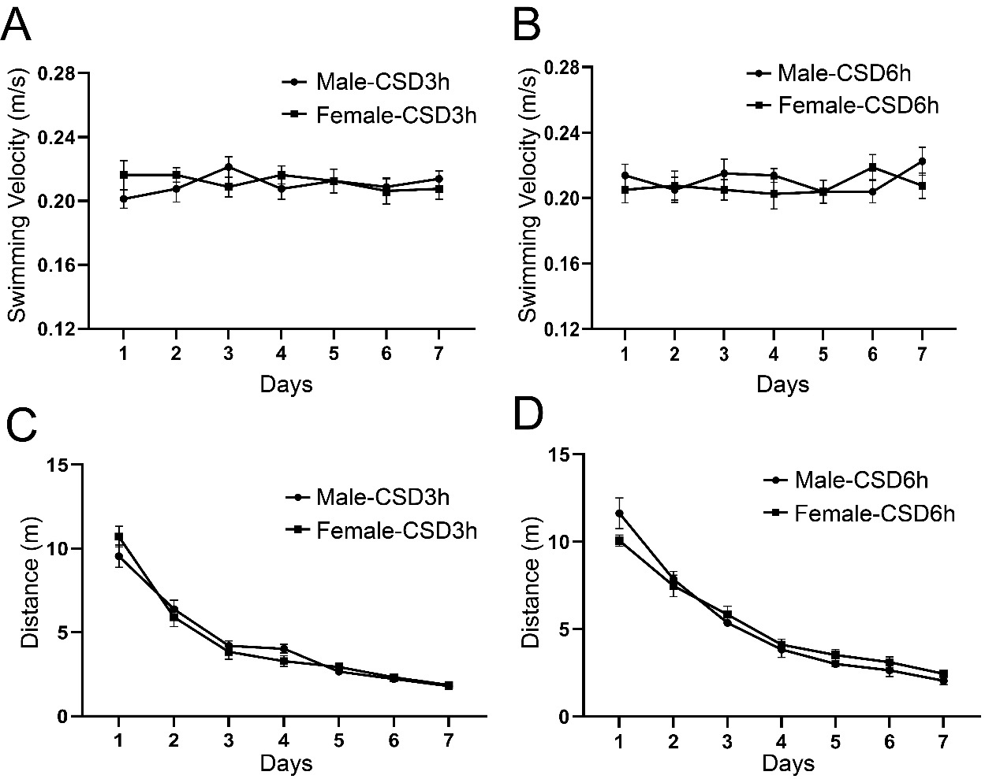 A
Swimming Velocity (m/s)
0.28
0.24
0.20
0.16
0.12
Male-CSD3h
Female-CSD3h
1 2 3 4 5 6 7
Days
B
Swimming Velocity (m/s)
0.28
0.24
0.20
0.16
0.12
Male-CSD6h
Female-CSD6h
1 2 3 4 5 6 7
Days
C
Distance (m)
15
10
5
0
Male-CSD3h
Female-CSD3h
1 2 3 4 5 6 7
Days
D
Distance (m)
15
10
5
0
Male-CSD6h
Female-CSD6h
1 2 3 4 5 6 7
Days